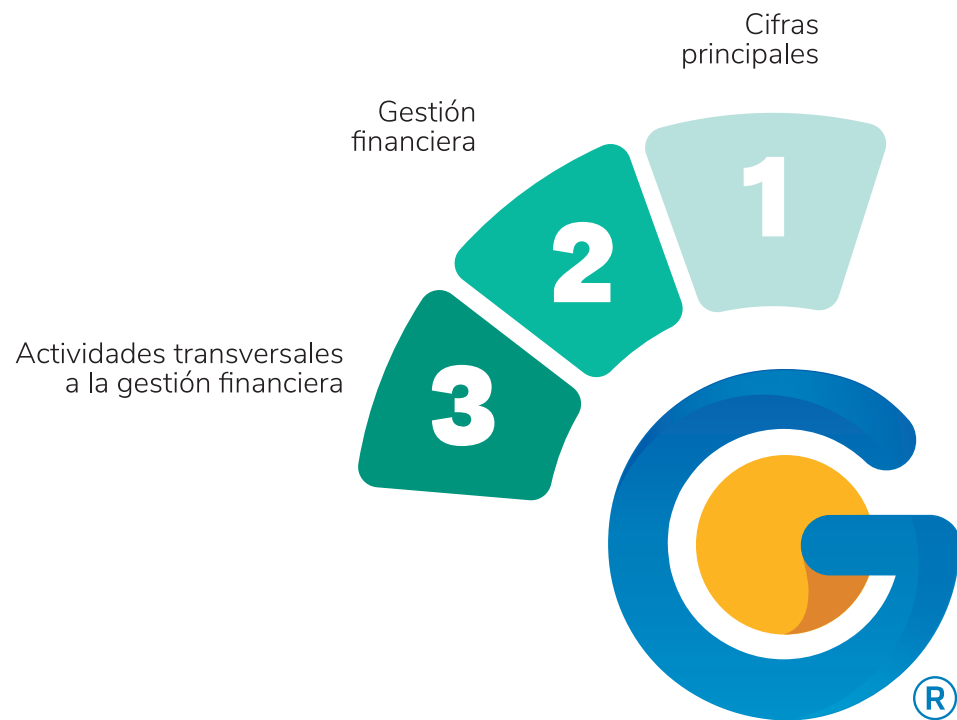 Cifras
principales
1
Gestión
financiera
2
Actividades transversales
a la gestión financiera
3
G
®